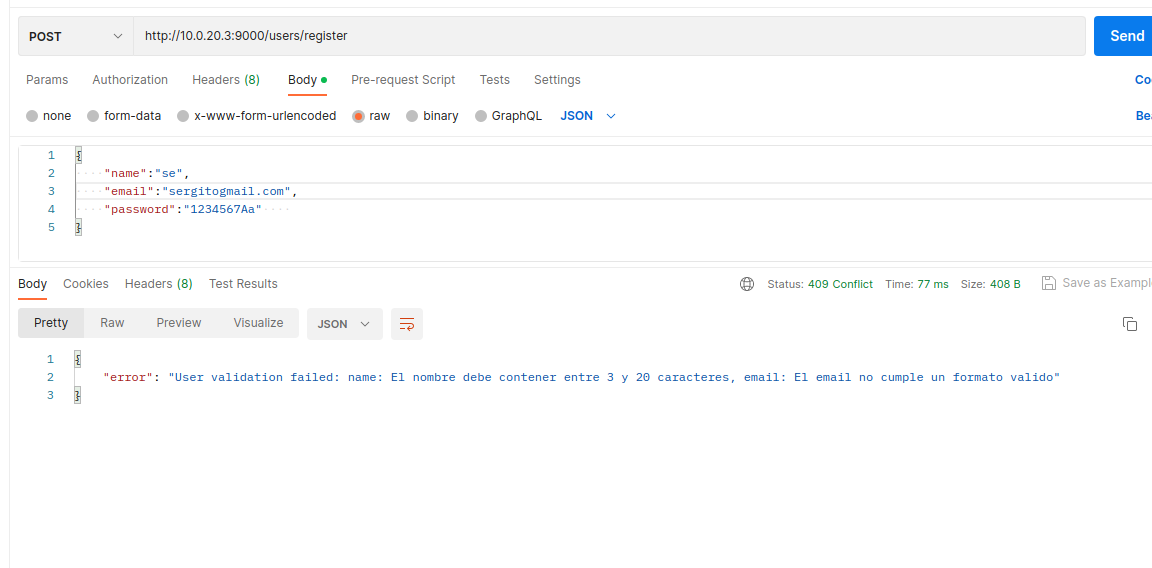 POST http://10.0.20.3:9000/users/register Send
Params Authorization Headers (8) Body Pre-request Script Tests Settings Co
none form-data x-www-form-urlencoded raw binary GraphQL JSON Bea
1 {
2 "name":"se",
3 "email":"sergitogmail.com",
4 "password":"1234567Aa"
5 }
Body Cookies Headers (8) Test Results Status: 409 Conflict Time: 77 ms Size: 408 B Save as Exampl
Pretty Raw Preview Visualize JSON
1 {
2 "error": "User validation failed: name: El nombre debe contener entre 3 y 20 caracteres, email: El email no cumple un formato valido"
3 }